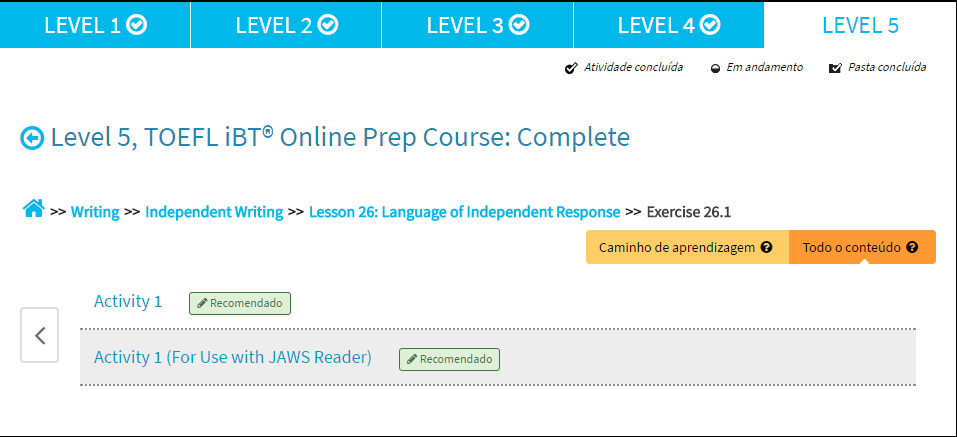 LEVEL 1 LEVEL 2 LEVEL 3 LEVEL 4 LEVEL 5
Atividade concluída Em andamento Pasta concluída
Level 5, TOEFL iBT® Online Prep Course: Complete
>> Writing >> Independent Writing >> Lesson 26: Language of Independent Response >> Exercise 26.1
Caminho de aprendizagem Todo o conteúdo
Activity 1 Recomendado
Activity 1 (For Use with JAWS Reader) Recomendado